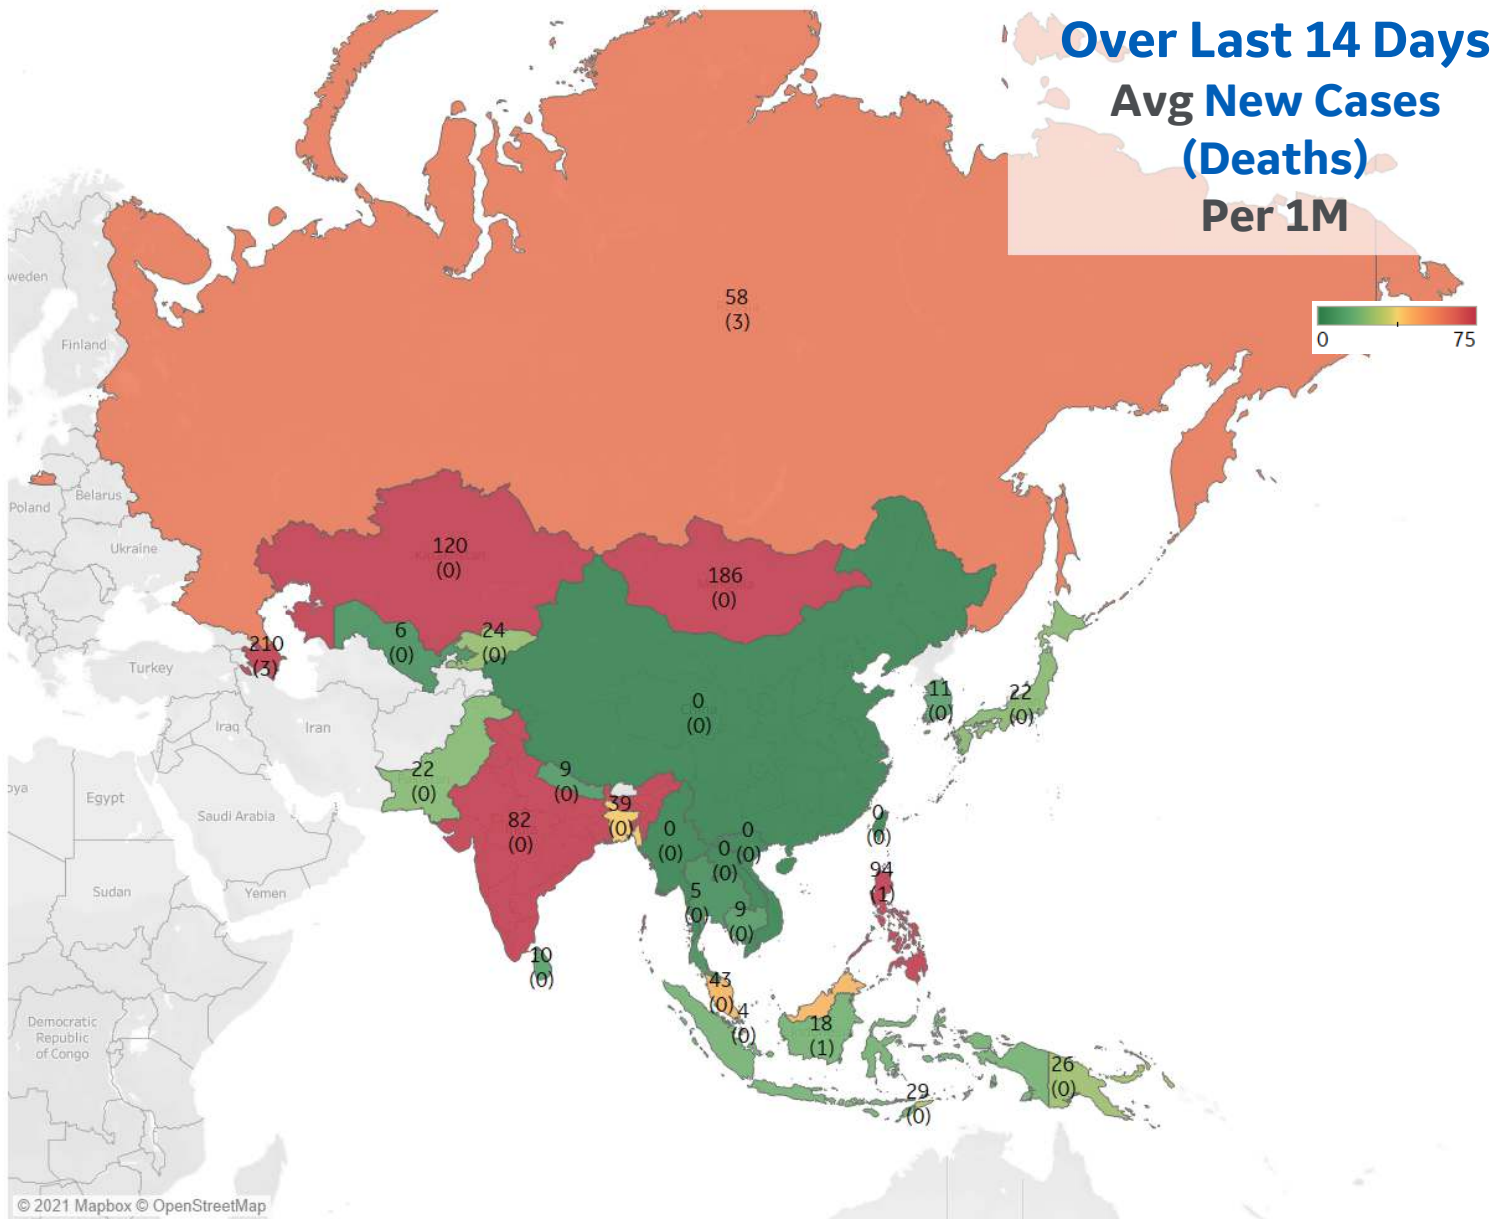 Over Last 14 Days
Avg New Cases
(Deaths)
Per 1M
0 75
58
(3)
weden
Finland
Poland
Belarus
Ukraine
120
(0)
186
(0)
210
(3)
6
(0)
24
(0)
Turkey
11
(0)
22
(0)
0
(0)
Iraq
Iran
22
(0)
9
(0)
oya
Egypt
Saudi Arabia
82
(0)
39
(0)
0
(0)
0
(0)
0
(0)
0
(0)
94
(1)
Sudan
Yemen
5
(0)
9
(0)
10
(0)
43
(0)
4
(0)
18
(1)
Democratic
Republic
of Congo
29
(0)
26
(0)
© 2021 Mapbox © OpenStreetMap